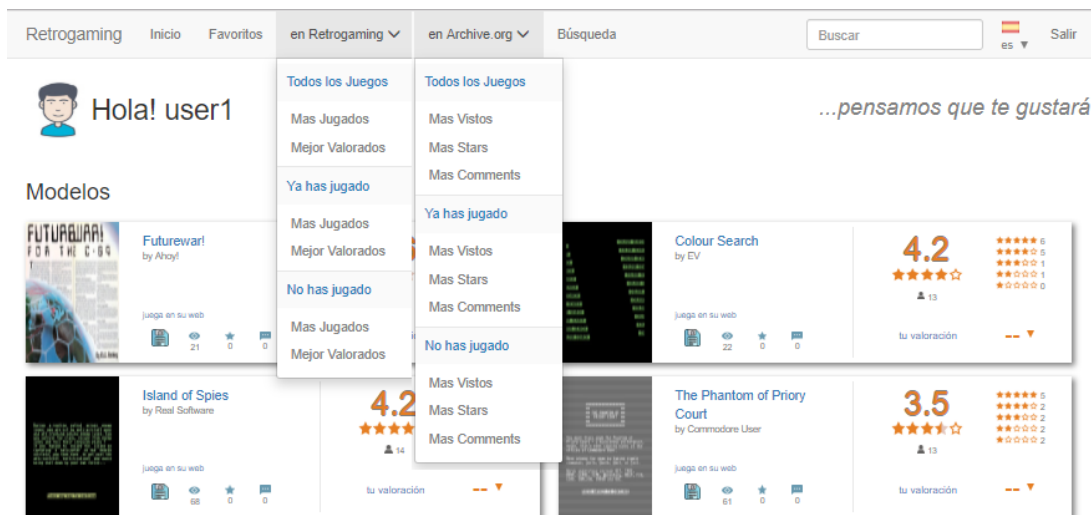 Retrogaming Inicio Favoritos en Retrogaming en Archive.org Búsqueda Buscar es ▼ Salir
Hola! user1
...pensamos que te gustará
Todos los Juegos
Mas Jugados
Mejor Valorados
Ya has jugado
Mas Jugados
Mejor Valorados
No has jugado
Mas Jugados
Mejor Valorados
Todos los Juegos
Mas Vistos
Mas Stars
Mas Comments
Ya has jugado
Mas Vistos
Mas Stars
Mas Comments
No has jugado
Mas Vistos
Mas Stars
Mas Comments
Modelos
FUTUREWAR!
FOR THE C-64
Futurewar!
by Ahoy!
juega en su web
21 0 0
Colour Search
by EV
juega en su web
22 0 0
4.2
13
6
5
1
1
0
tu valoración -- ▼
Island of Spies
by Real Software
juega en su web
68 0 0
4.2
14
tu valoración -- ▼
The Phantom of Priory
Court
by Commodore User
juega en su web
61 0 0
3.5
13
5
2
2
2
2
tu valoración -- ▼